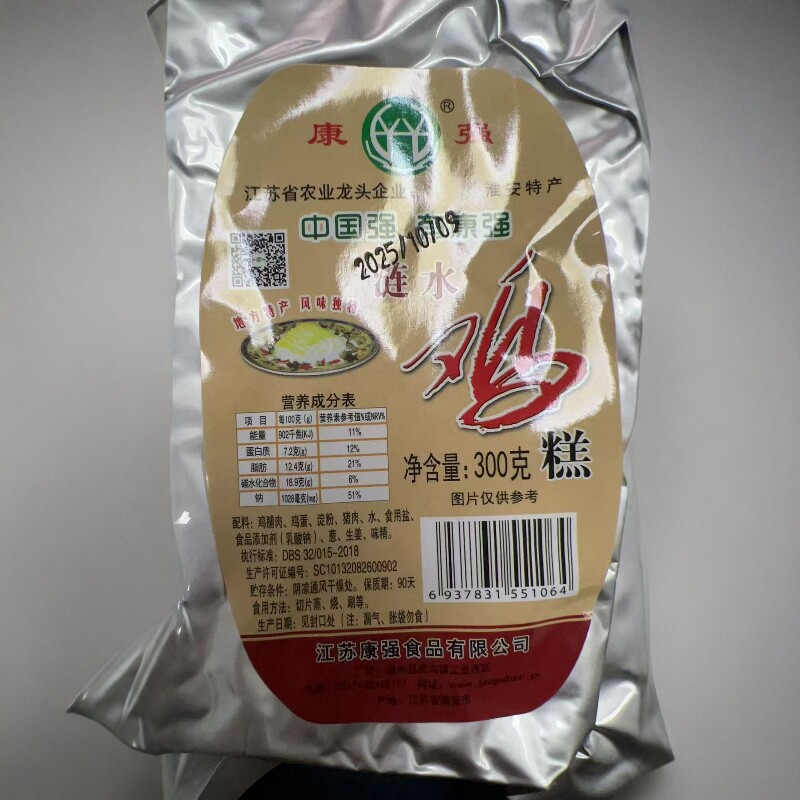 康 强
®
江苏省农业龙头企业 淮安特产
中国强 康强
2025/10/09
涟水
地方特产 风味独
鸡糕
营养成分表
项目 每100克(g) 营养素参考值%或NRV%
能量 902千焦(KJ) 11%
蛋白质 7.2克(g) 12%
脂肪 12.4克(g) 21%
碳水化合物 18.9克(g) 6%
钠 1028毫克(mg) 51%
净含量:300克
图片仅供参考
配料:鸡脯肉、鸡蛋、淀粉、猪肉、水、食用盐、
食品添加剂(乳酸钠)、葱、生姜、味精。
执行标准:DBS 32/015-2018
生产许可证编号:SC10132082600902
贮存条件:阴凉通风干燥处。保质期:90天
食用方法:切片蒸、烧、涮等。
生产日期:见封口处(注:漏气、胀袋勿食)
6 937831 551064
江苏康强食品有限公司
产地:江苏省淮安市